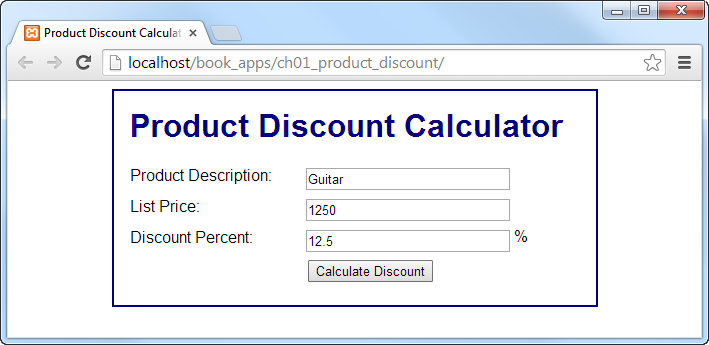 Product Discount Calculat
localhost/book_apps/ch01_product_discount/
Product Discount Calculator
Product Description: Guitar
List Price: 1250
Discount Percent: 12.5 %
Calculate Discount